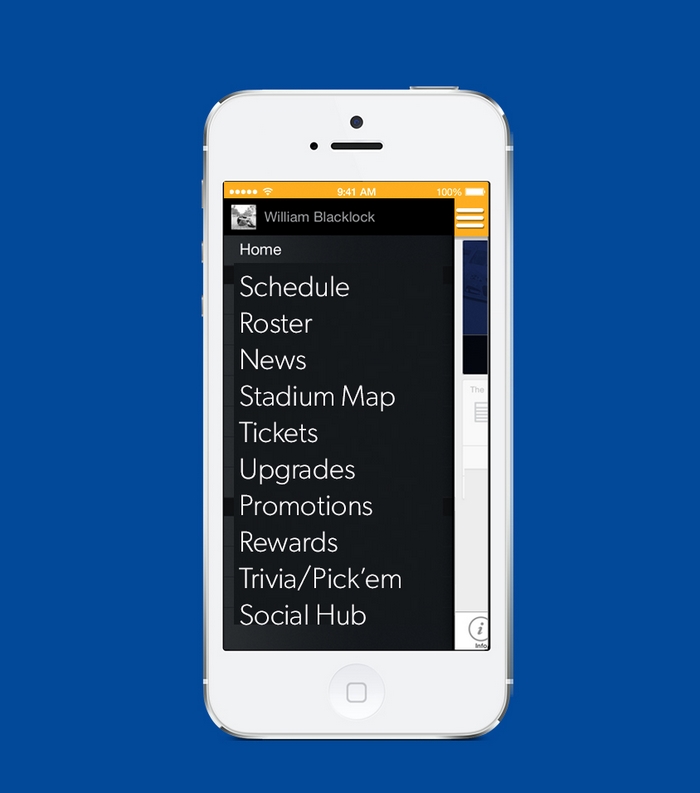 9:41 AM 100%
William Blacklock
Home
Schedule
Roster
News
Stadium Map
Tickets
Upgrades
Promotions
Rewards
Trivia/Pick'em
Social Hub
The
Info